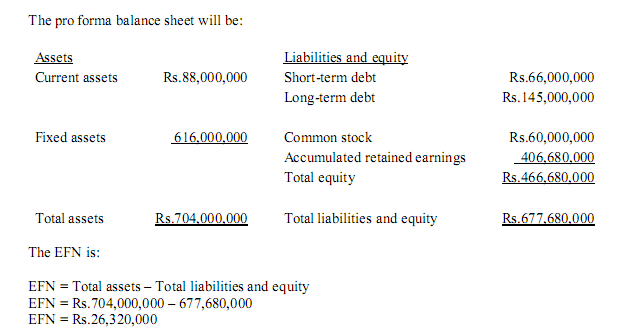 The pro forma balance sheet will be:
Assets Liabilities and equity
Current assets Rs.88,000,000 Short-term debt Rs.66,000,000
Long-term debt Rs.145,000,000
Fixed assets 616,000,000 Common stock Rs.60,000,000
Accumulated retained earnings 406,680,000
Total equity Rs.466,680,000
Total assets Rs.704,000,000 Total liabilities and equity Rs.677,680,000
The EFN is:
EFN = Total assets – Total liabilities and equity
EFN = Rs.704,000,000 – 677,680,000
EFN = Rs.26,320,000